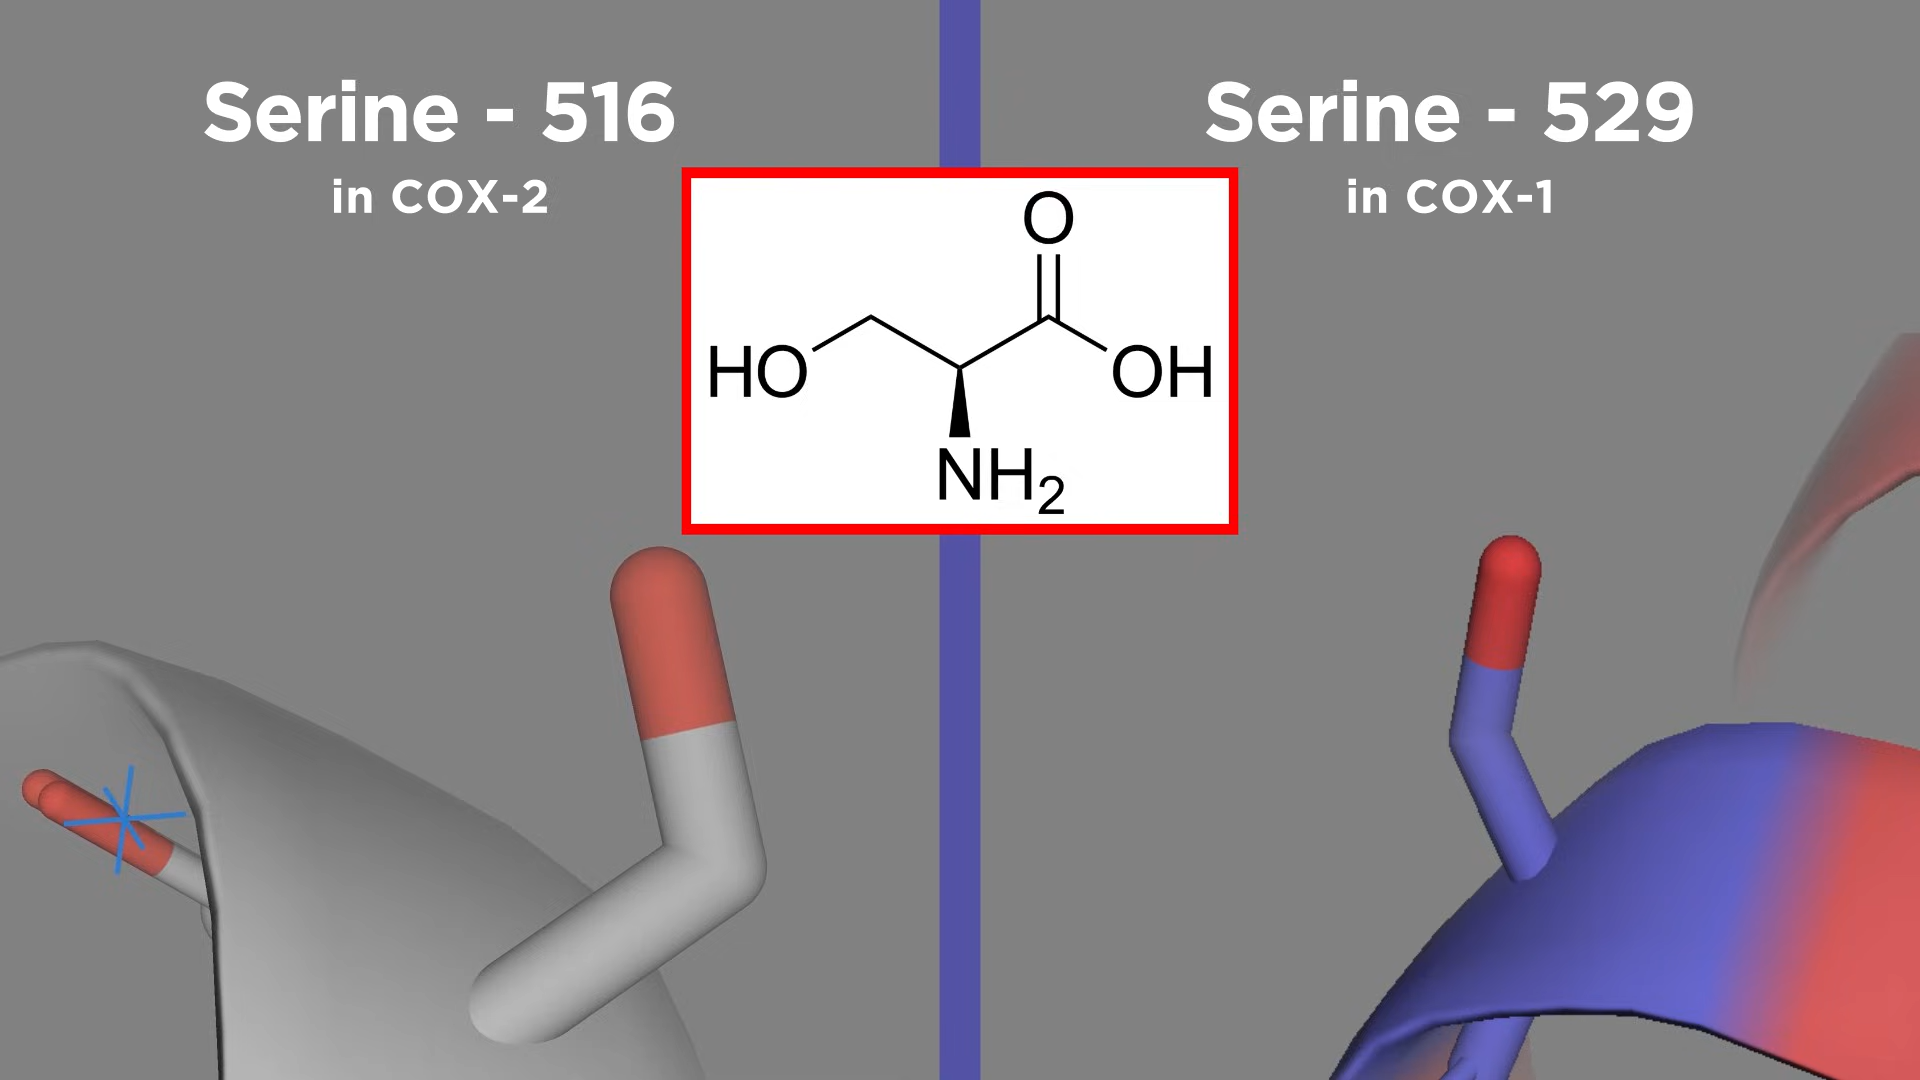 Serine - 516
in COX-2
Serine - 529
in COX-1
O
HO
OH
NH₂